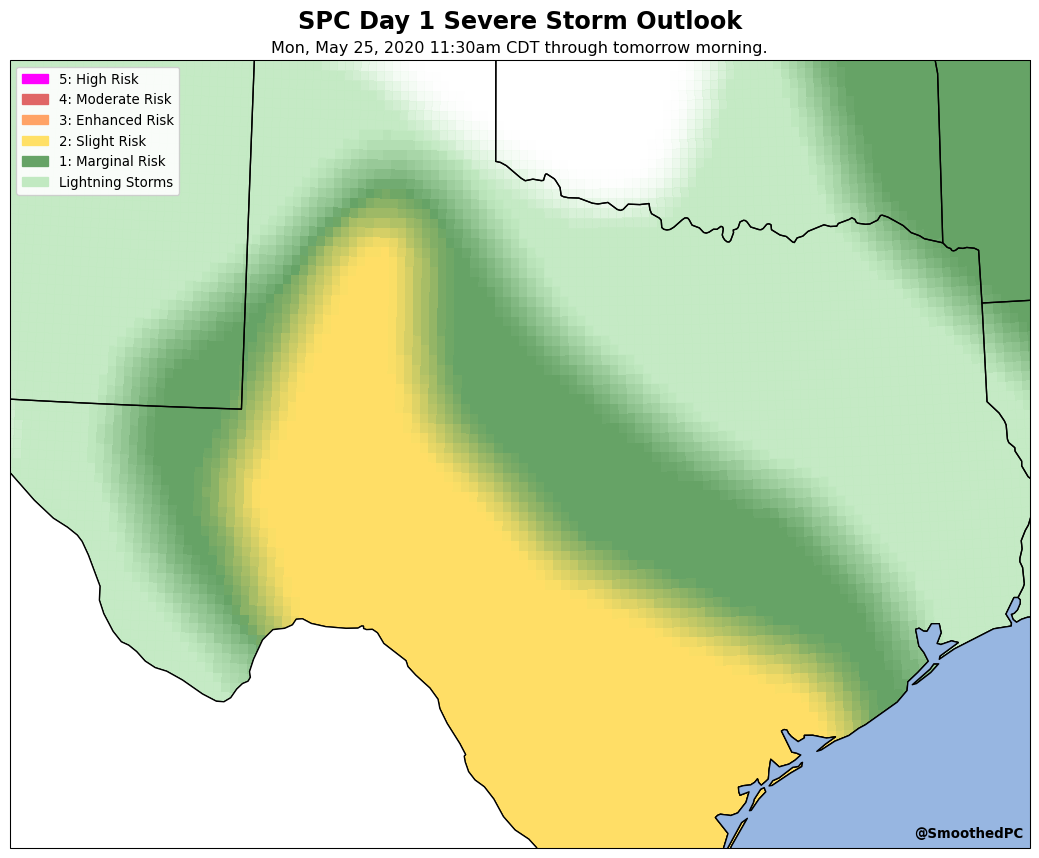 SPC Day 1 Severe Storm Outlook
Mon, May 25, 2020 11:30am CDT through tomorrow morning.
5: High Risk
4: Moderate Risk
3: Enhanced Risk
2: Slight Risk
1: Marginal Risk
Lightning Storms
@SmoothedPC